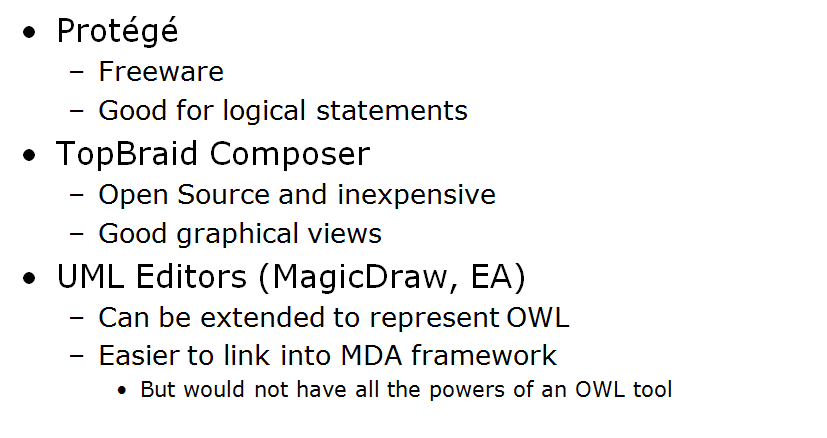 • Protégé
– Freeware
– Good for logical statements
• TopBraid Composer
– Open Source and inexpensive
– Good graphical views
• UML Editors (MagicDraw, EA)
– Can be extended to represent OWL
– Easier to link into MDA framework
• But would not have all the powers of an OWL tool